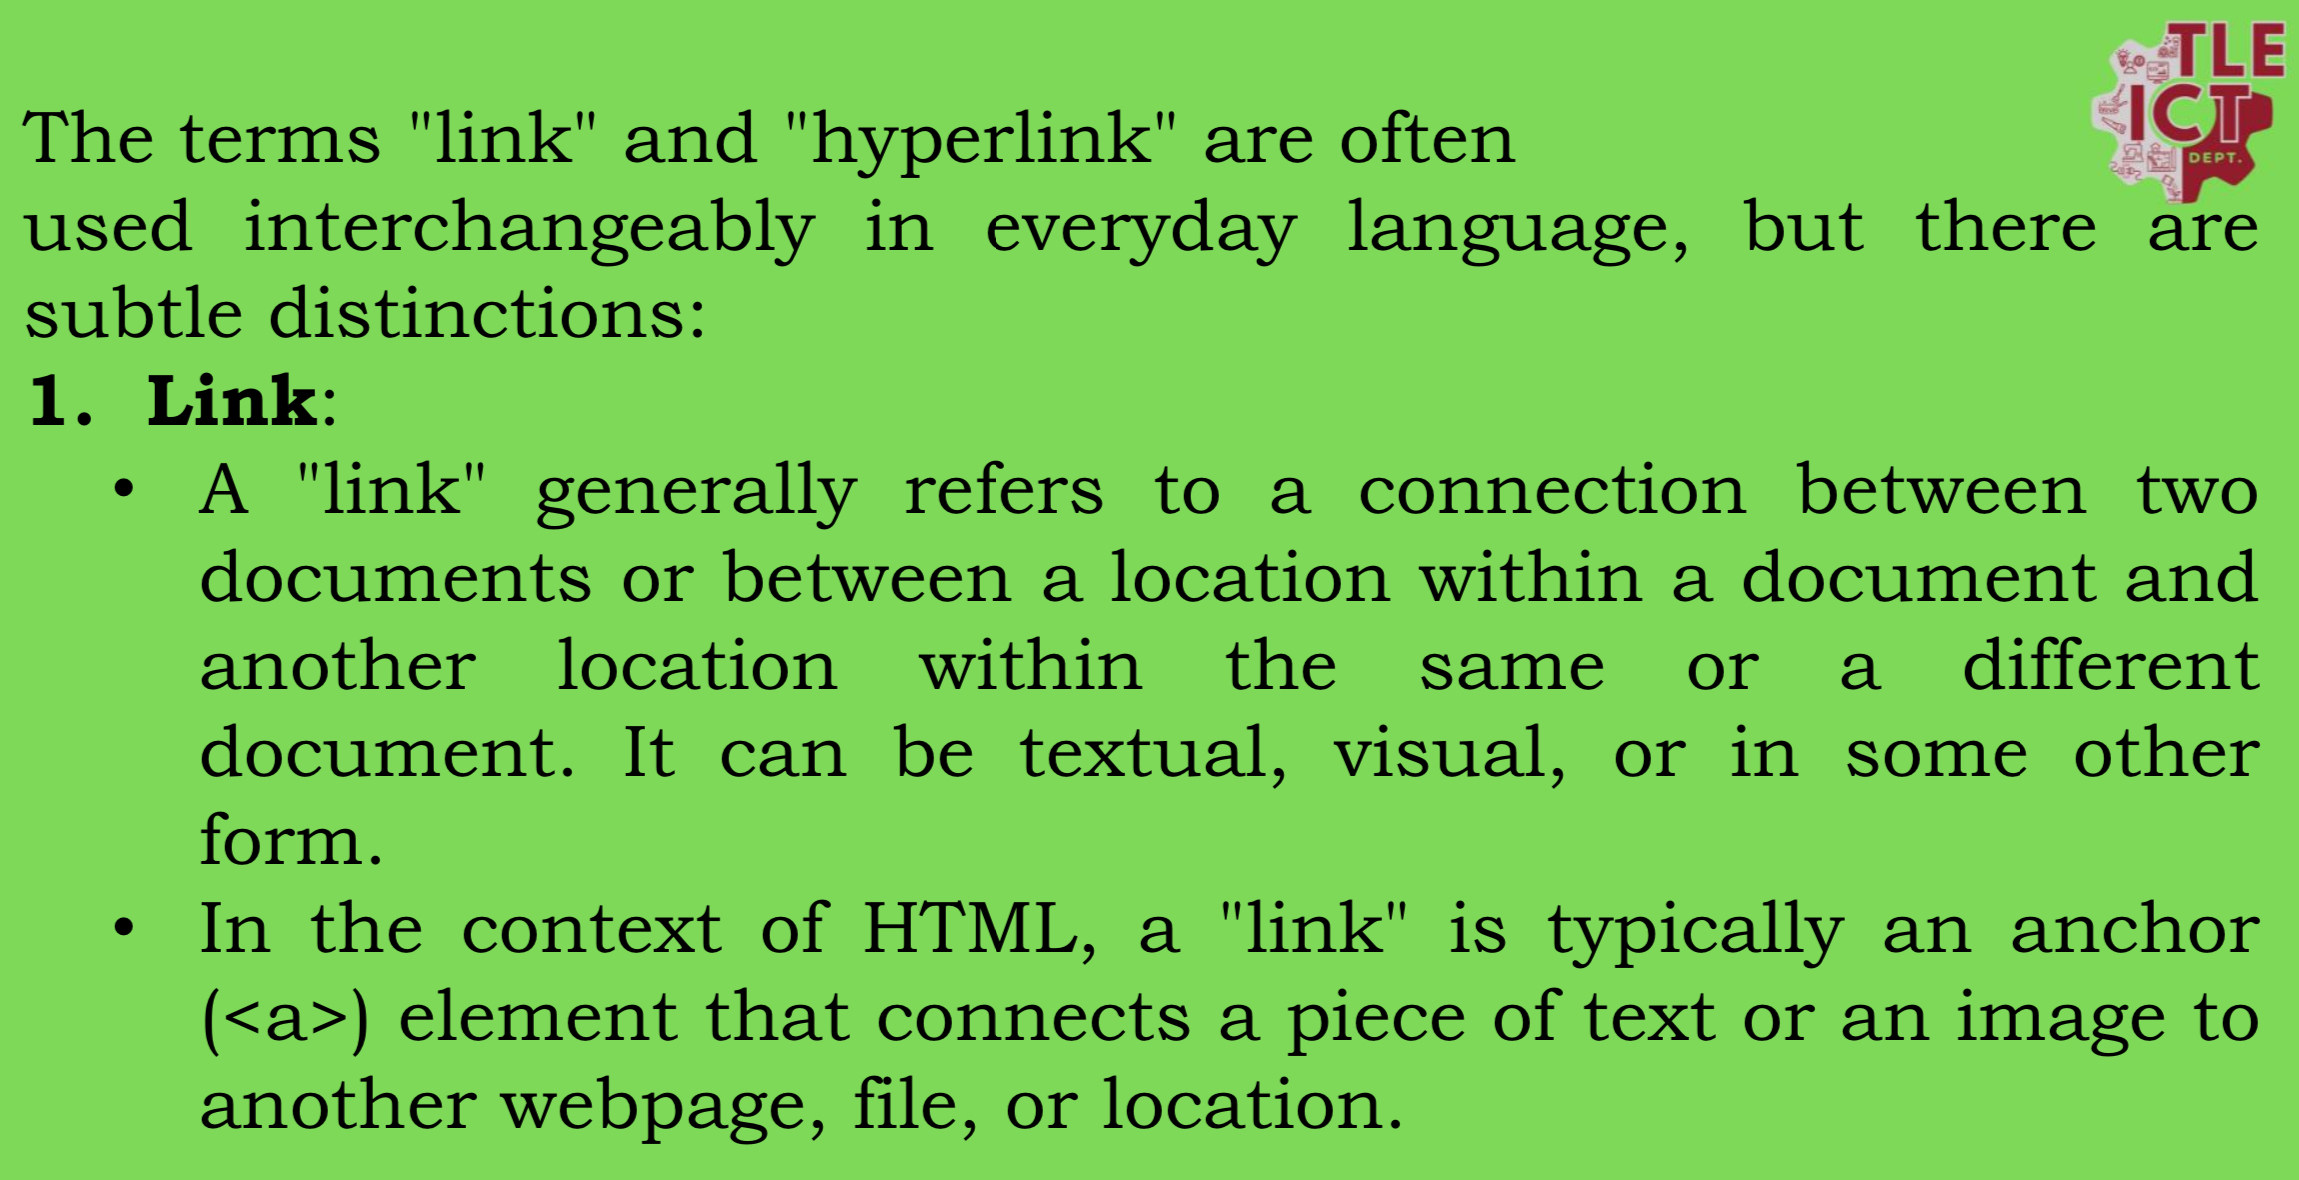 TLE
ICT
DEPT.
The terms "link" and "hyperlink" are often
used interchangeably in everyday language, but there are
subtle distinctions:
1. Link:
• A "link" generally refers to a connection between two
documents or between a location within a document and
another location within the same or a different
document. It can be textual, visual, or in some other
form.
• In the context of HTML, a "link" is typically an anchor
(<a>) element that connects a piece of text or an image to
another webpage, file, or location.